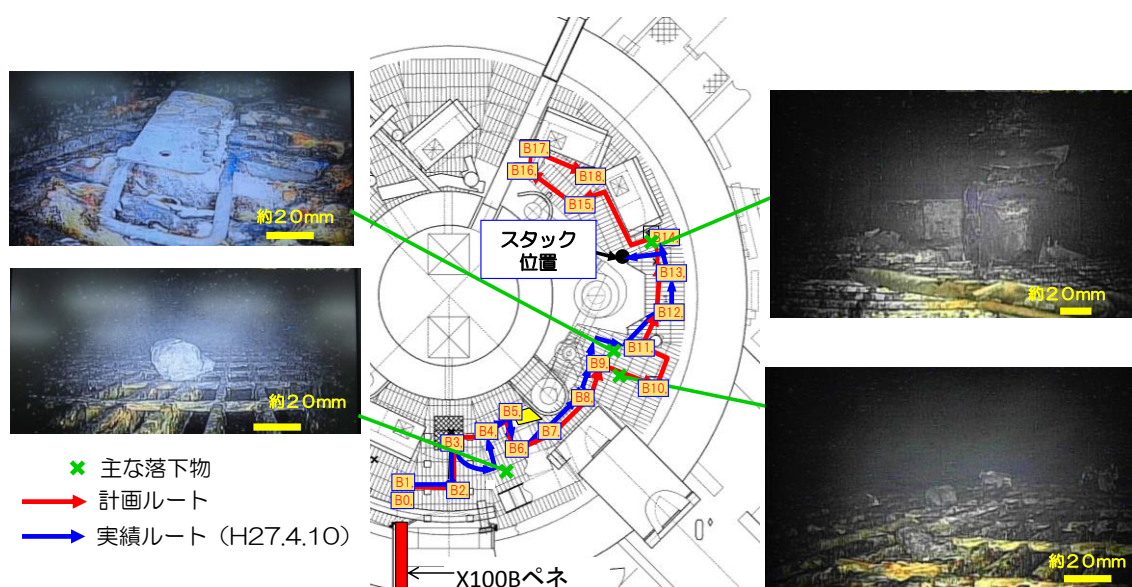 約20mm
約20mm
主な落下物
計画ルート
実績ルート（H27.4.10）
B17.
B16.
B18.
B15.
スタック
位置
B14.
B13.
B12.
B11.
B9.
B10.
B8.
B5.
B4.
B7.
B3.
B6.
B1.
B2.
B0.
X100Bペネ
約20mm
約20mm